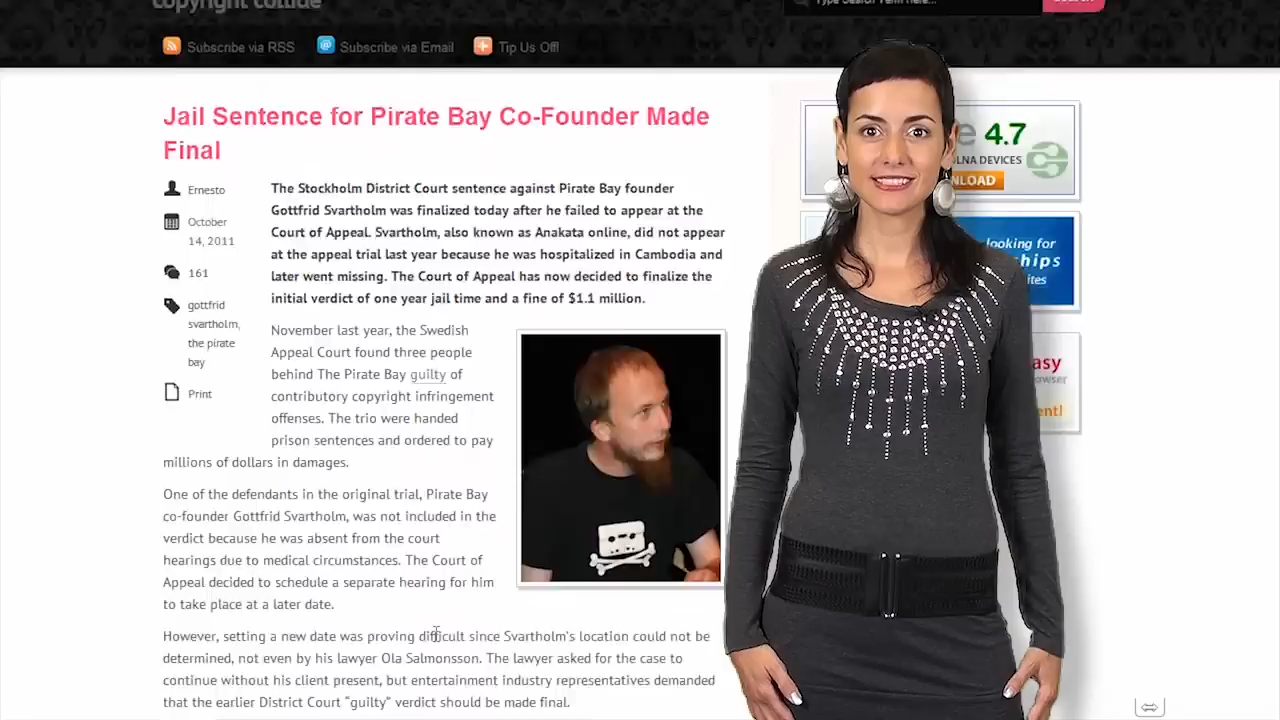 copyright collide
Type Search Term Here...
Search
Subscribe via RSS
Subscribe via Email
Tip Us Off!
Jail Sentence for Pirate Bay Co-Founder Made
Final
Ernesto
October
14, 2011
161
gottfrid
svartholm,
the pirate
bay
Print
The Stockholm District Court sentence against Pirate Bay founder
Gottfrid Svartholm was finalized today after he failed to appear at the
Court of Appeal. Svartholm, also known as Anakata online, did not appear
at the appeal trial last year because he was hospitalized in Cambodia and
later went missing. The Court of Appeal has now decided to finalize the
initial verdict of one year jail time and a fine of $1.1 million.
November last year, the Swedish
Appeal Court found three people
behind The Pirate Bay guilty of
contributory copyright infringement
offenses. The trio were handed
prison sentences and ordered to pay
millions of dollars in damages.
One of the defendants in the original trial, Pirate Bay
co-founder Gottfrid Svartholm, was not included in the
verdict because he was absent from the court
hearings due to medical circumstances. The Court of
Appeal decided to schedule a separate hearing for him
to take place at a later date.
However, setting a new date was proving difficult since Svartholm's location could not be
determined, not even by his lawyer Ola Salmonsson. The lawyer asked for the case to
continue without his client present, but entertainment industry representatives demanded
that the earlier District Court "guilty" verdict should be made final.
e 4.7
LNA DEVICES
NLOAD
looking for
hips
ites
asy
owser
ent!